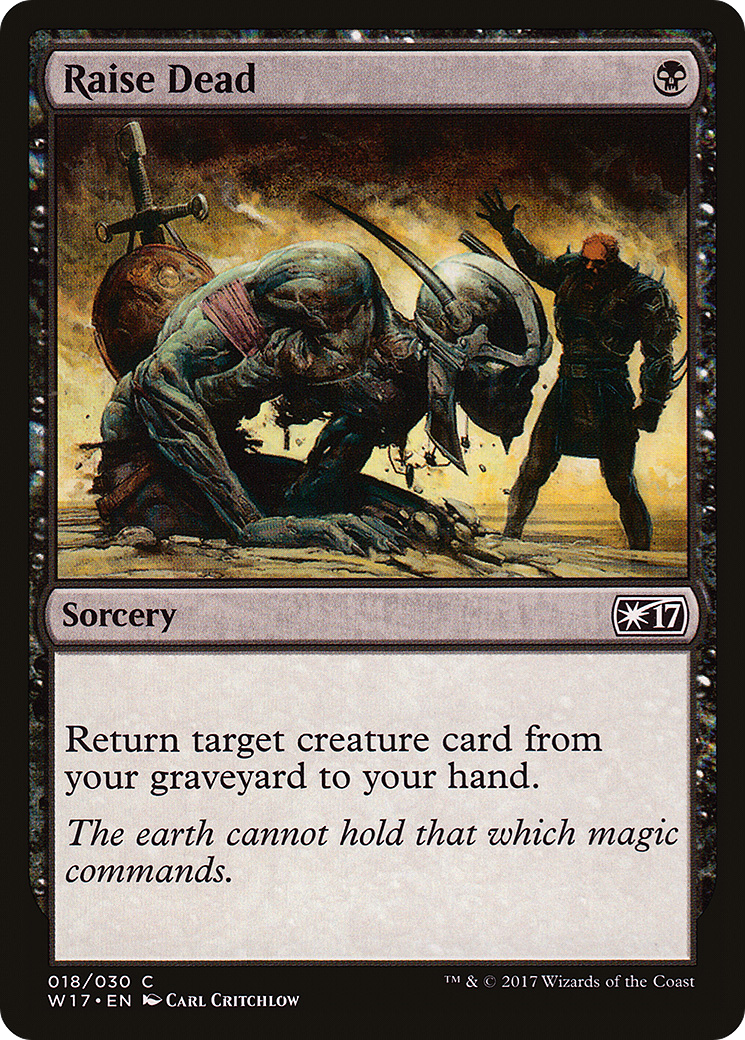 Raise Dead
Sorcery
17
Return target creature card from
your graveyard to your hand.
The earth cannot hold that which magic
commands.
018/030 C
™ & © 2017 Wizards of the Coast
W17 • EN Carl Critchlow